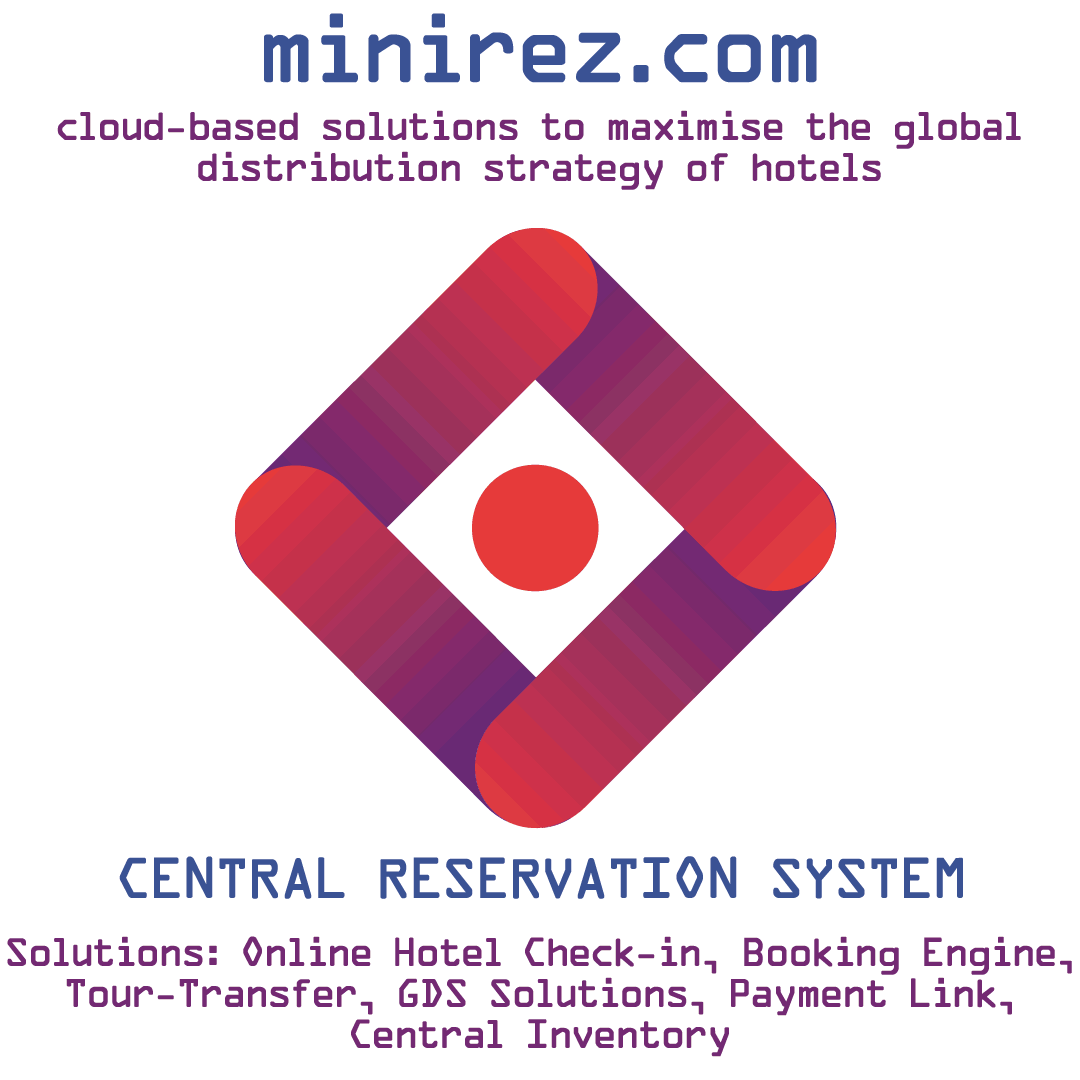 minirez.com
cloud-based solutions to maximise the global
distribution strategy of hotels
CENTRAL RESERVATION SYSTEM
Solutions: Online Hotel Check-in, Booking Engine,
Tour-Transfer, GDS Solutions, Payment Link,
Central Inventory